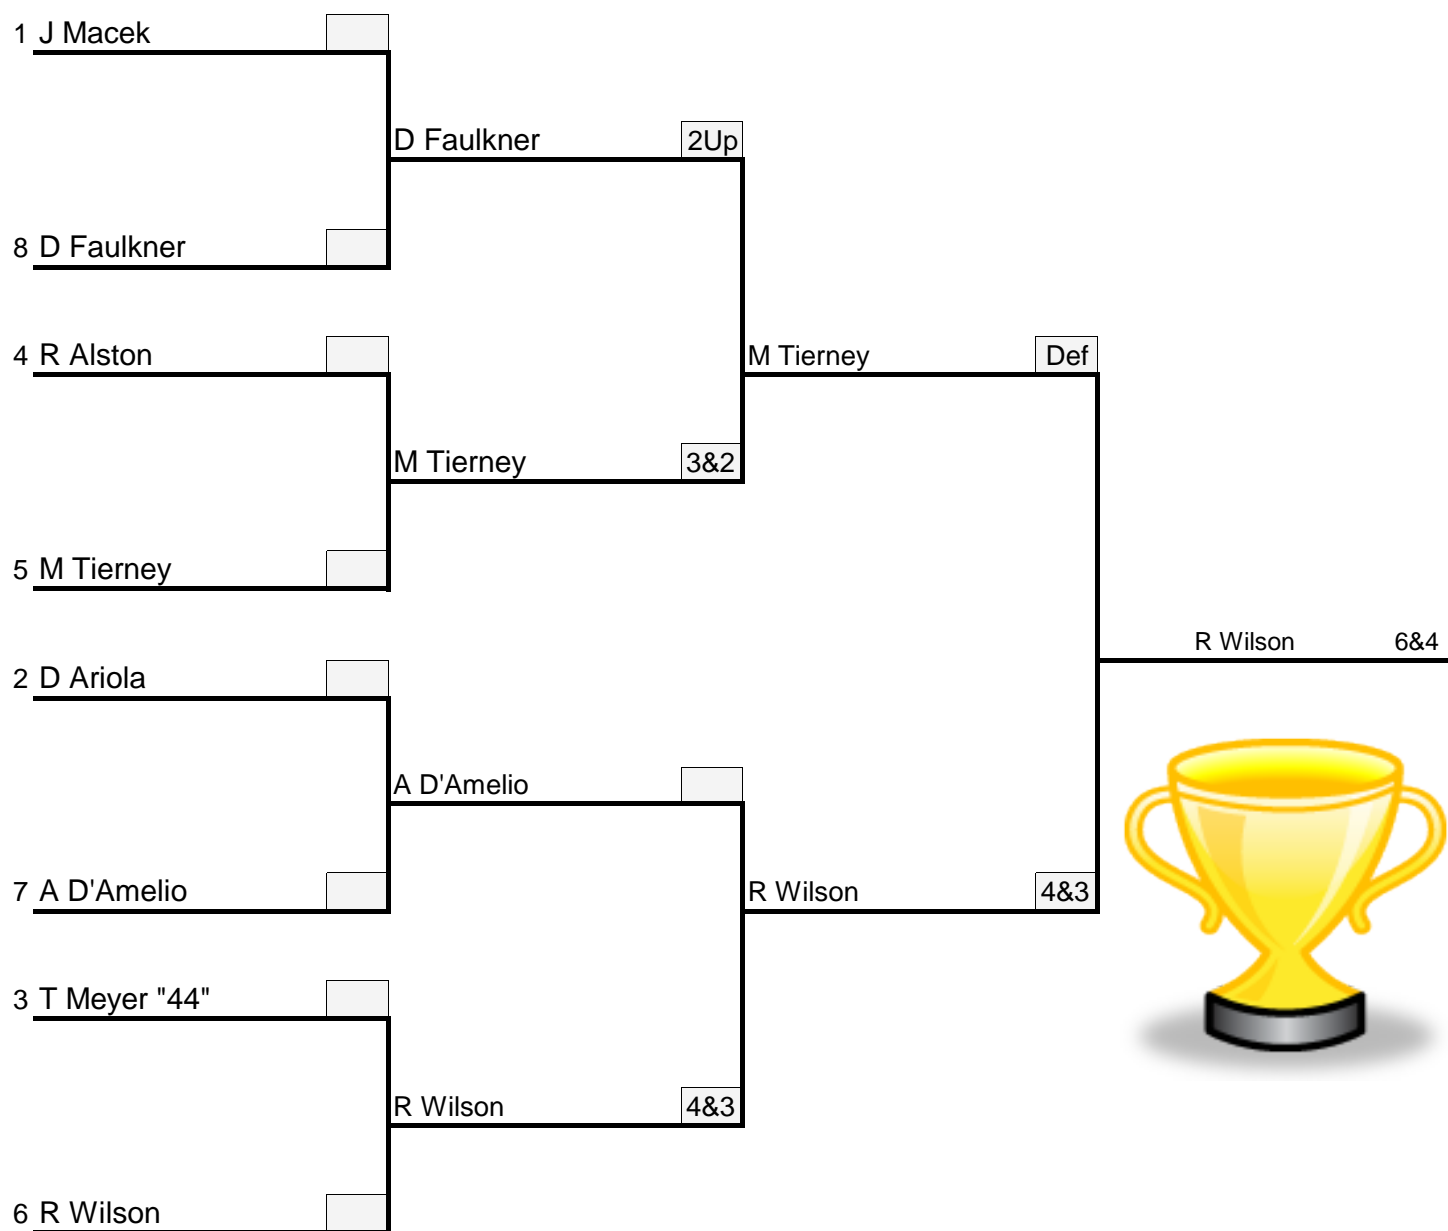 1 J Macek
D Faulkner 2Up
8 D Faulkner
4 R Alston
M Tierney Def
M Tierney 3&2
5 M Tierney
R Wilson 6&4
2 D Ariola
A D'Amelio
7 A D'Amelio
R Wilson 4&3
3 T Meyer "44"
R Wilson 4&3
6 R Wilson